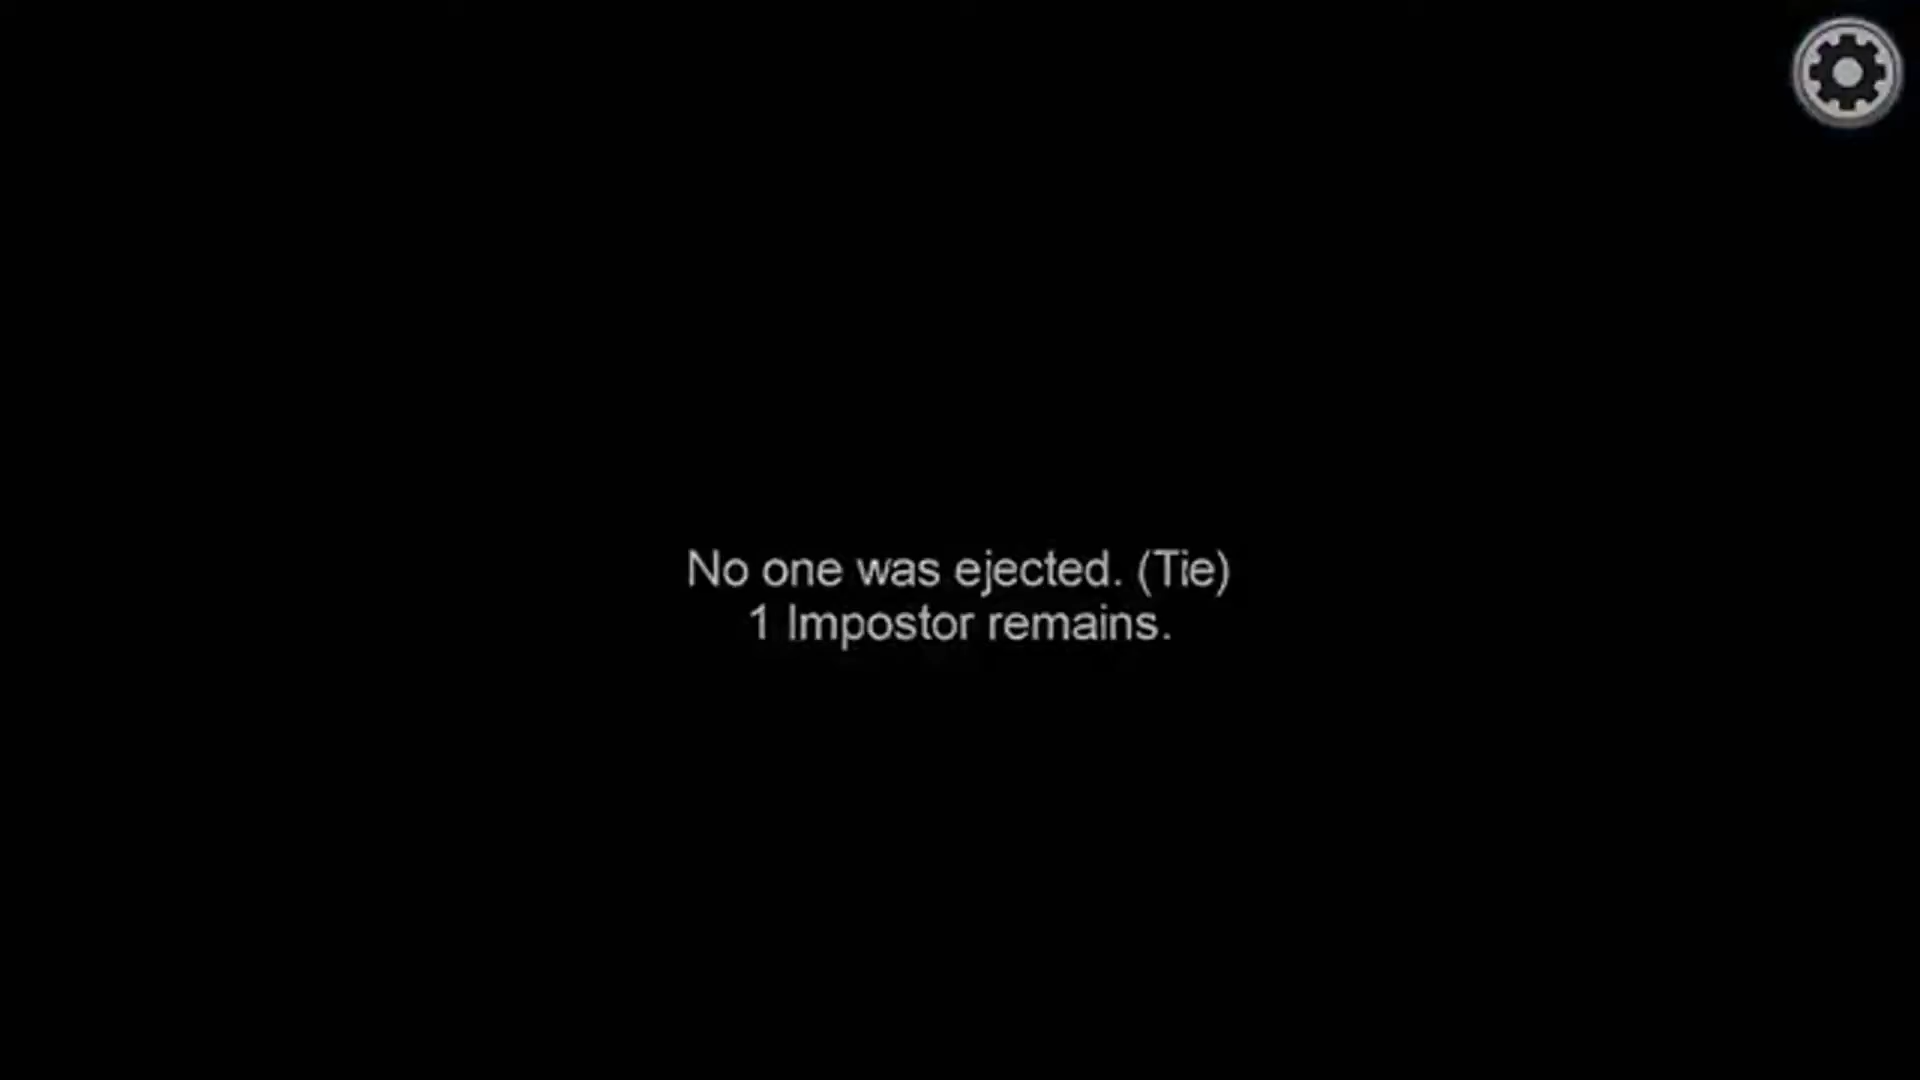 No one was ejected. (Tie)
1 Impostor remains.